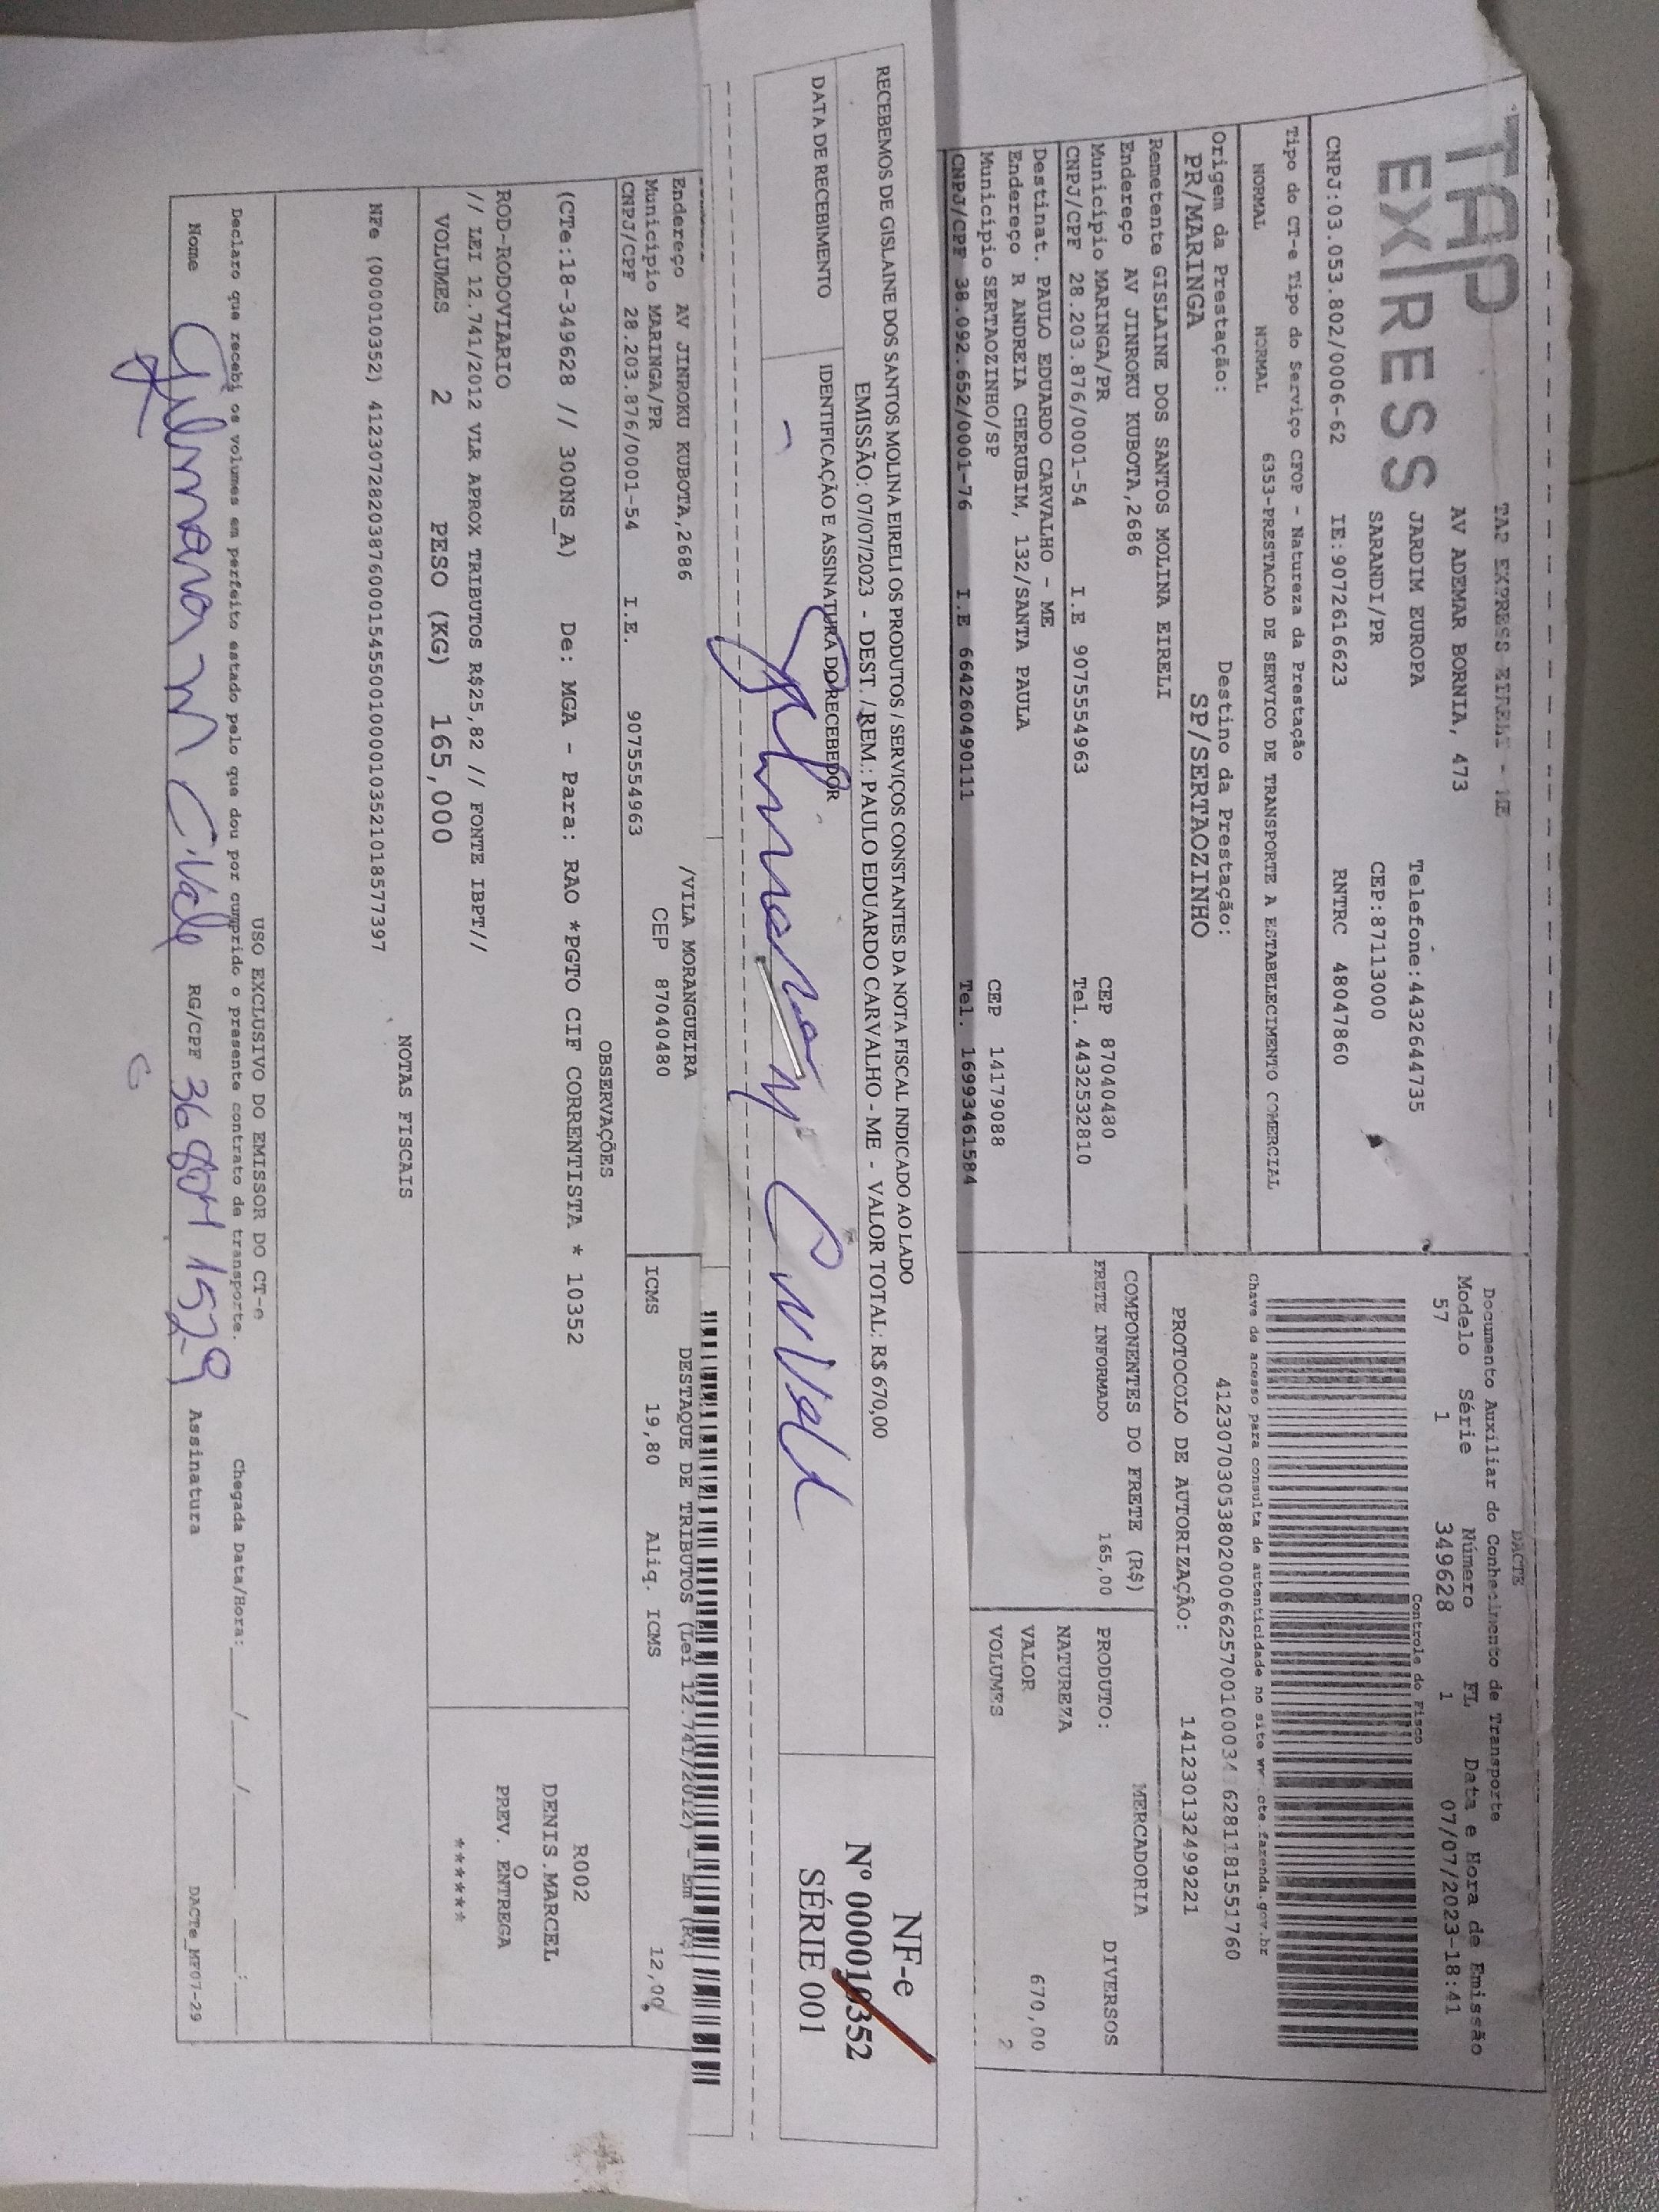 TAP
EXPRESS
TAP EXPRESS EIRELI - ME
AV ADEMAR BORNIA, 473
JARDIM EUROPA Telefone:4432644735
SARANDI/PR CEP:87113000
CNPJ:03.053.802/0006-62 IE:9072616623 RNTRC 48047860
Tipo do CT-e Tipo do Serviço CFOP - Natureza da Prestação
NORMAL NORMAL 6353-PRESTACAO DE SERVICO DE TRANSPORTE A ESTABELECIMENTO COMERCIAL
Origem da Prestação: Destino da Prestação:
PR/MARINGA SP/SERTAOZINHO
Remetente GISLAINE DOS SANTOS MOLINA EIRELI
Endereço AV JINROKU KUBOTA,2686
Município MARINGA/PR CEP 87040480
CNPJ/CPF 28.203.876/0001-54 I.E 9075554963 Tel. 4432532810
Destinat. PAULO EDUARDO CARVALHO - ME
Endereço R ANDREIA CHERUBIM, 132/SANTA PAULA
Município SERTAOZINHO/SP CEP 14179088
CNPJ/CPF 38.092.652/0001-76 I.E 664260490111 Tel. 16993461584
DACTE
Documento Auxiliar do Conhecimento de Transporte
Modelo Série Número FL Data e Hora de Emissão
57 1 349628 1 07/07/2023-18:41
Controle do Fisco
Chave de acesso para consulta de autenticidade no site www.cte.fazenda.gov.br
PROTOCOLO DE AUTORIZAÇÃO: 141230132499221
COMPONENTES DO FRETE (R$) MERCADORIA
FRETE INFORMADO 165,00 PRODUTO: DIVERSOS
NATUREZA
VALOR 670,00
VOLUMES 2
RECEBEMOS DE GISLAINE DOS SANTOS MOLINA EIRELI OS PRODUTOS / SERVIÇOS CONSTANTES DA NOTA FISCAL INDICADO AO LADO
EMISSÃO: 07/07/2023 - DEST. / REM.: PAULO EDUARDO CARVALHO - ME - VALOR TOTAL: R$ 670,00
DATA DE RECEBIMENTO IDENTIFICAÇÃO E ASSINATURA DO RECEBEDOR
NF-e
Nº 000010352
SÉRIE 001
Endereço AV JINROKU KUBOTA,2686 /VILA MORANGUEIRA
Município MARINGA/PR CEP 87040480
CNPJ/CPF 28.203.876/0001-54 I.E. 9075554963
DESTAQUE DE TRIBUTOS (Lei 12.741/2012) - Em (R$)
ICMS 19,80 Aliq. ICMS 12,00
OBSERVAÇÕES
(CTe:18-349628 // 300NS_A) De: MGA - Para: RAO *PGTO CIF CORRENTISTA * 10352
ROD-RODOVIARIO
// LEI 12.741/2012 VLR APROX TRIBUTOS R$25,82 // FONTE IBPT//
R002
DENIS.MARCEL
0
PREV. ENTREGA
******
VOLUMES 2 PESO (KG) 165,000
NOTAS FISCAIS
NFe (000010352) 41230728203876000154550010000103521018577397
USO EXCLUSIVO DO EMISSOR DO CT-e
Declaro que recebi os volumes em perfeito estado pelo que dou por cumprido o presente contrato de transporte. Chegada Data/Hora:____/____/____ ____:____
Nome RG/CPF Assinatura DACTe_MF07-29